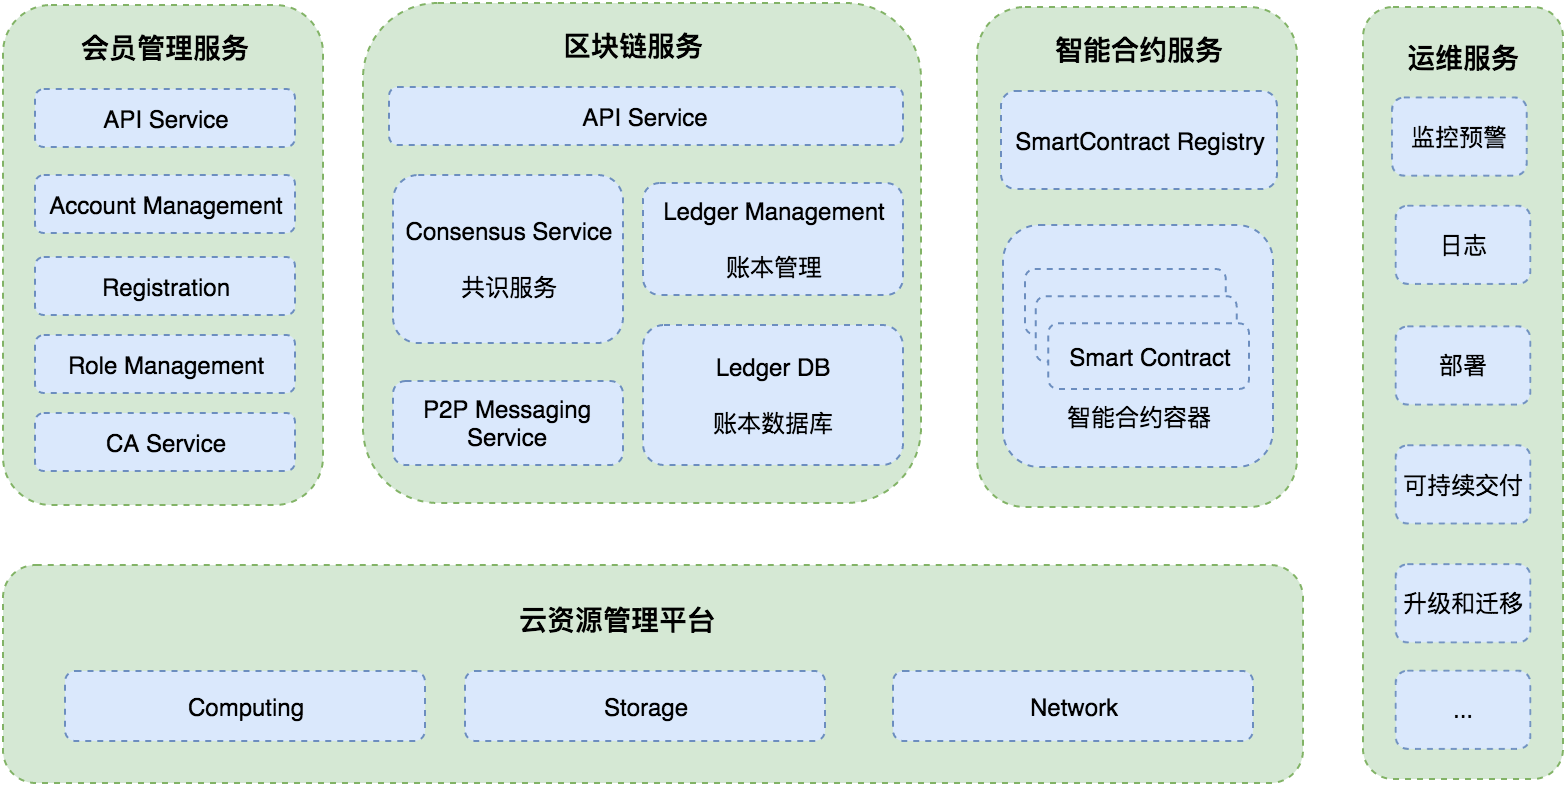 会员管理服务
API Service
Account Management
Registration
Role Management
CA Service
区块链服务
API Service
Consensus Service
共识服务
P2P Messaging
Service
Ledger Management
账本管理
Ledger DB
账本数据库
智能合约服务
SmartContract Registry
Smart Contract
智能合约容器
运维服务
监控预警
日志
部署
可持续交付
升级和迁移
...
云资源管理平台
Computing
Storage
Network